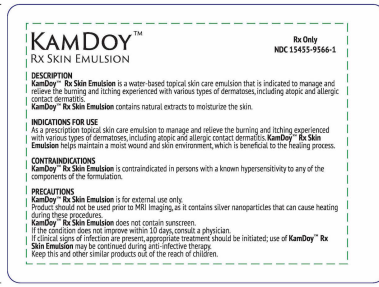 KAMDOY™
RX SKIN EMULSION
Rx Only
NDC 15455-9566-1
DESCRIPTION
KamDoy™ Rx Skin Emulsion is a water-based topical skin care emulsion that is indicated to manage and
relieve the burning and itching experienced with various types of dermatoses, including atopic and allergic
contact dermatitis.
KamDoy™ Rx Skin Emulsion contains natural extracts to moisturize the skin.
INDICATIONS FOR USE
As a prescription topical skin care emulsion to manage and relieve the burning and itching experienced
with various types of dermatoses, including atopic and allergic contact dermatitis. KamDoy™ Rx Skin
Emulsion helps maintain a moist wound and skin environment, which is beneficial to the healing process.
CONTRAINDICATIONS
KamDoy™ Rx Skin Emulsion is contraindicated in persons with a known hypersensitivity to any of the
components of the formulation.
PRECAUTIONS
KamDoy™ Rx Skin Emulsion is for external use only.
Product should not be used prior to MRI Imaging, as it contains silver nanoparticles that can cause heating
during these procedures.
KamDoy™ Rx Skin Emulsion does not contain sunscreen.
If the condition does not improve within 10 days, consult a physician.
If clinical signs of infection are present, appropriate treatment should be initiated; use of KamDoy™ Rx
Skin Emulsion may be continued during anti-infective therapy.
Keep this and other similar products out of the reach of children.